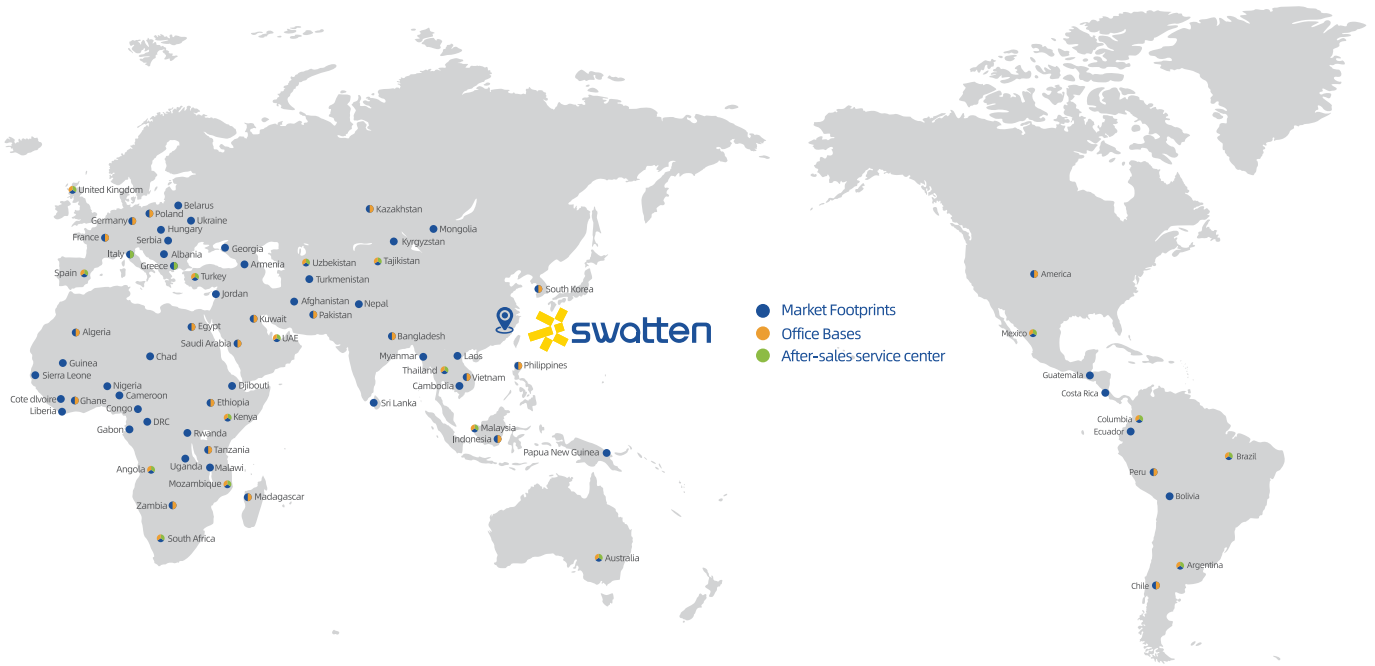 United Kingdom
Belarus
Poland
Germany
Ukraine
Hungary
France
Serbia
Italy
Albania
Greece
Spain
Turkey
Georgia
Armenia
Jordan
Kazakhstan
Mongolia
Kyrgyzstan
Uzbekistan
Tajikistan
Turkmenistan
Afghanistan
Nepal
Pakistan
South Korea
swatten
Kuwait
Egypt
Algeria
Saudi Arabia
UAE
Bangladesh
Myanmar
Laos
Thailand
Philippines
Vietnam
Cambodia
Sri Lanka
Chad
Guinea
Sierra Leone
Nigeria
Djibouti
Cameroon
Cote dlvoire
Ghane
Ethiopia
Liberia
Congo
Kenya
DRC
Gabon
Rwanda
Tanzania
Uganda
Malawi
Angola
Mozambique
Madagascar
Zambia
South Africa
Malaysia
Indonesia
Papua New Guinea
Australia
Market Footprints
Office Bases
After-sales service center
America
Mexico
Guatemala
Costa Rica
Columbia
Ecuador
Brazil
Peru
Bolivia
Argentina
Chile